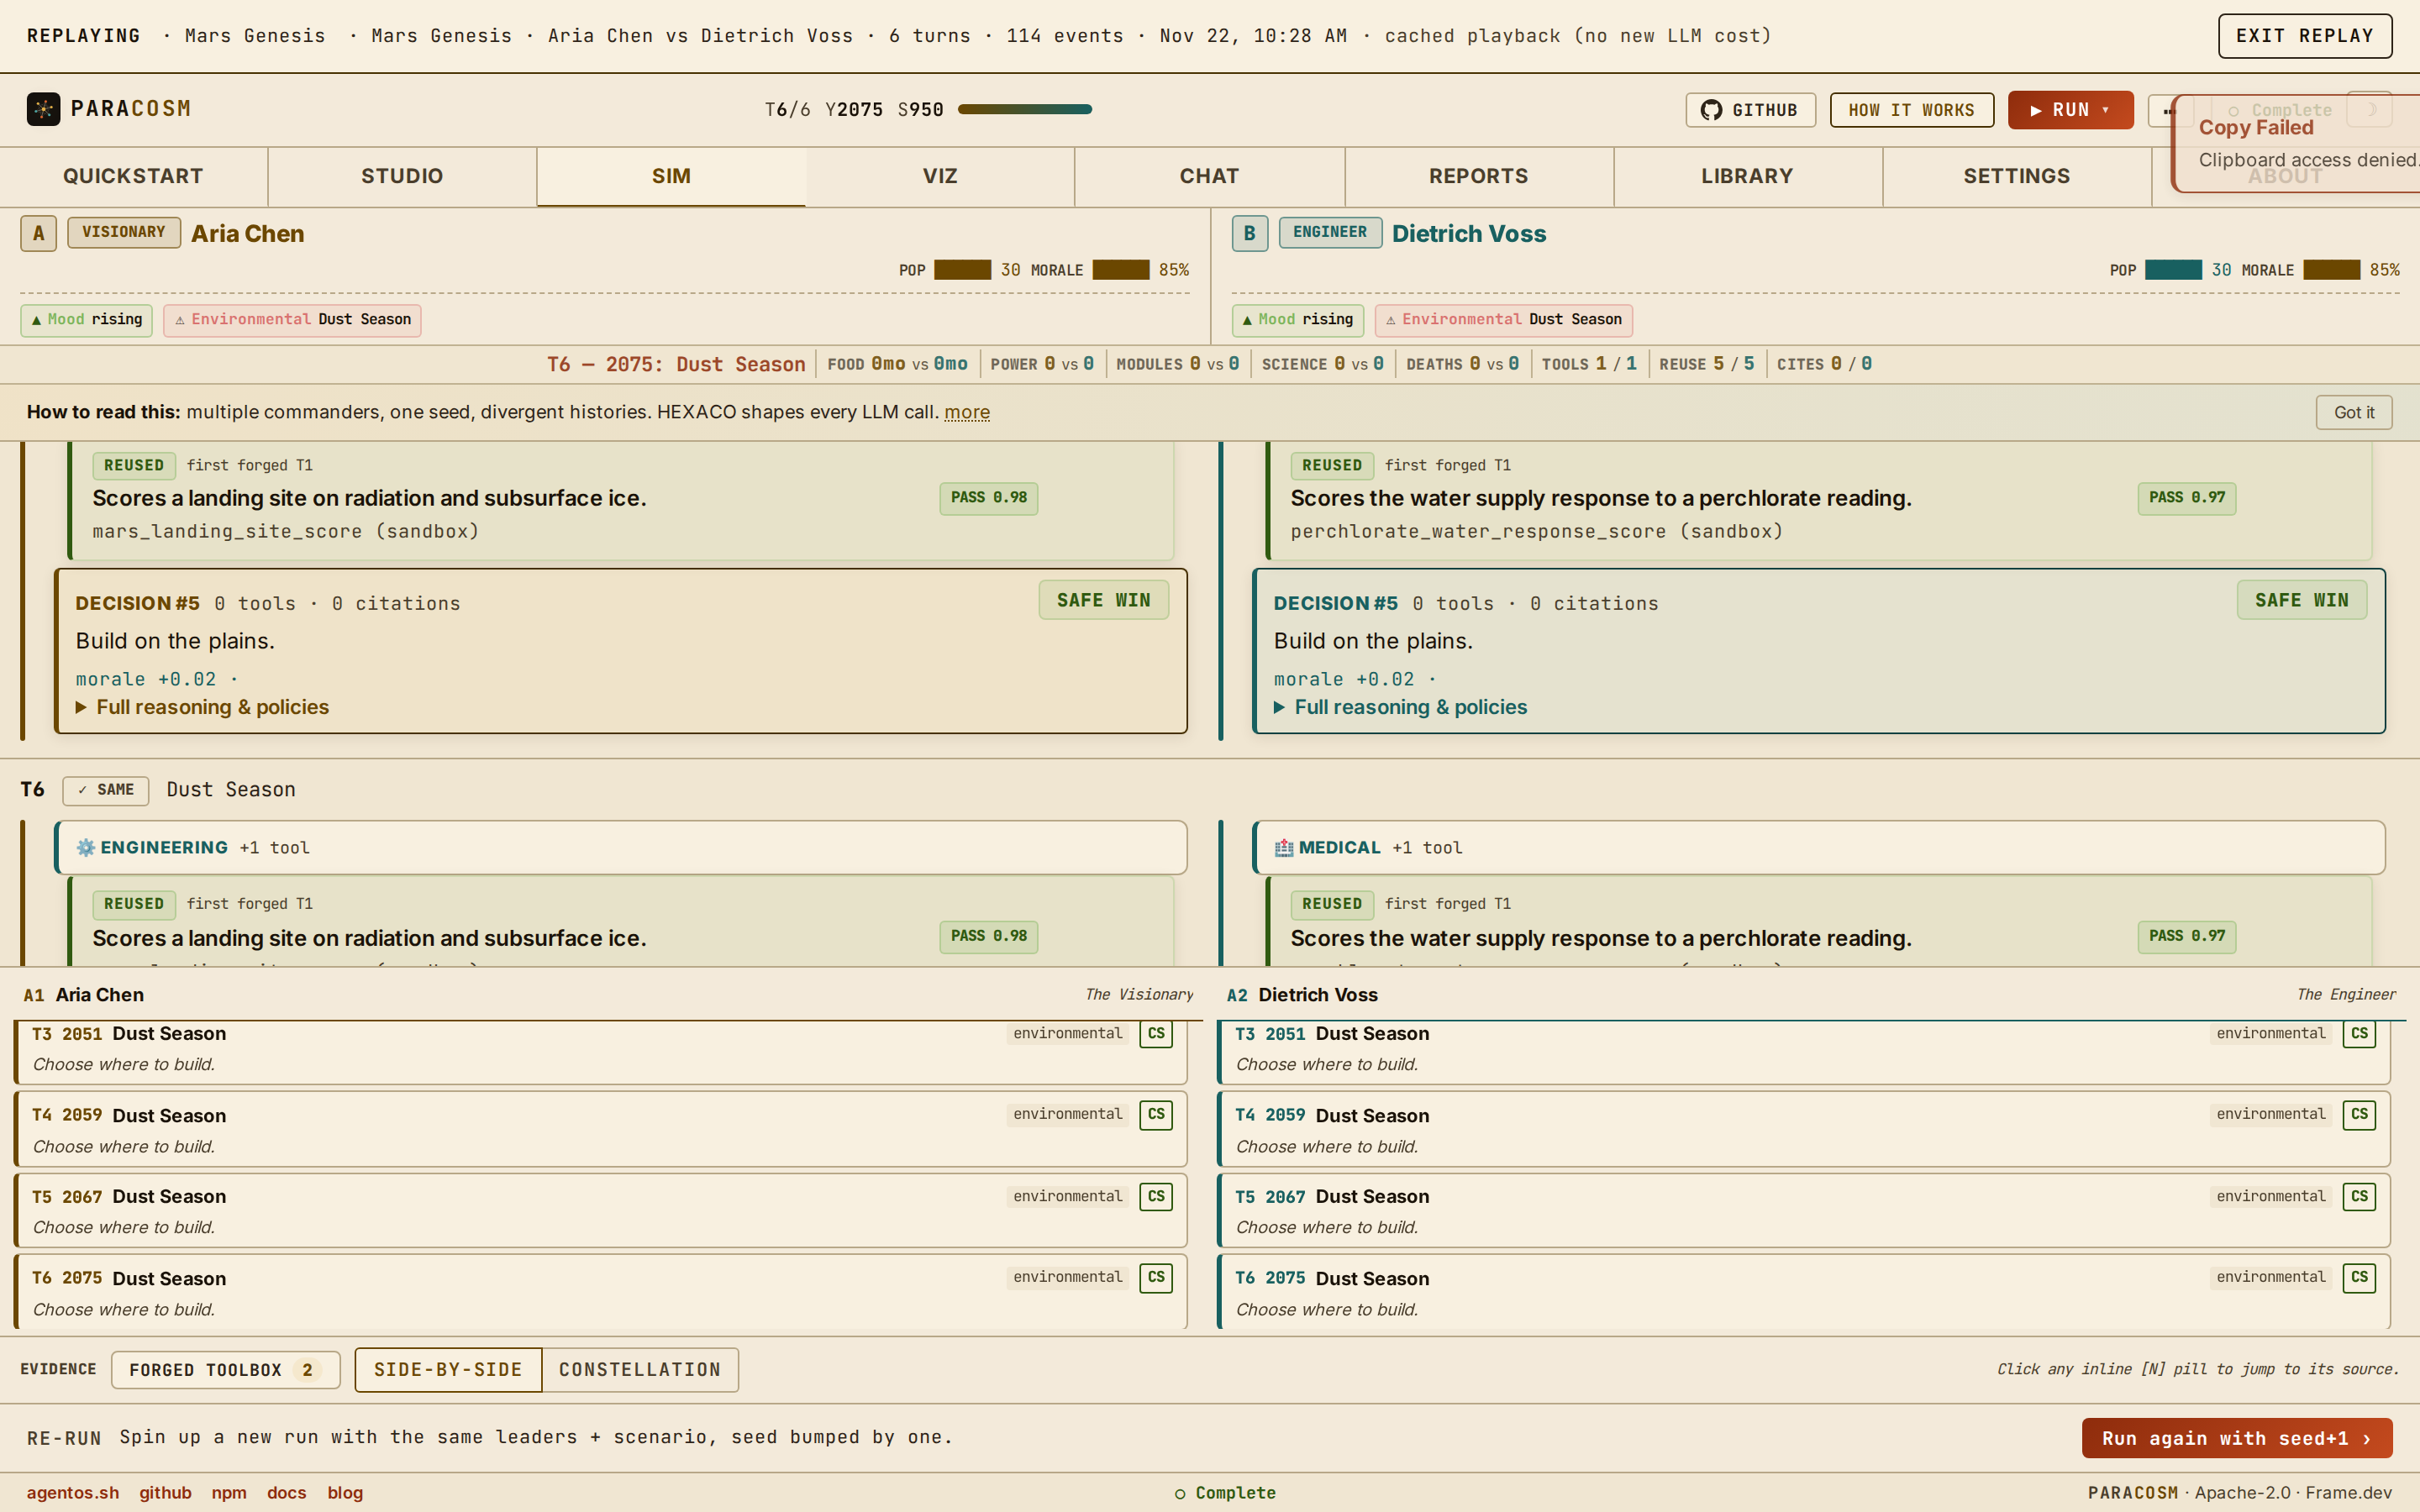 REPLAYING · Mars Genesis · Mars Genesis · Aria Chen vs Dietrich Voss · 6 turns · 114 events · Nov 22, 10:28 AM · cached playback (no new LLM cost)
EXIT REPLAY
PARACOSM
T6/6 Y2075 S950
GITHUB
HOW IT WORKS
▶ RUN ▾
Complete
Copy Failed
Clipboard access denied.
QUICKSTART
STUDIO
SIM
VIZ
CHAT
REPORTS
LIBRARY
SETTINGS
ABOUT
A VISIONARY Aria Chen
POP 30 MORALE 85%
▲ Mood rising
⚠ Environmental Dust Season
B ENGINEER Dietrich Voss
POP 30 MORALE 85%
▲ Mood rising
⚠ Environmental Dust Season
T6 — 2075: Dust Season FOOD 0mo vs 0mo POWER 0 vs 0 MODULES 0 vs 0 SCIENCE 0 vs 0 DEATHS 0 vs 0 TOOLS 1 / 1 REUSE 5 / 5 CITES 0 / 0
How to read this: multiple commanders, one seed, divergent histories. HEXACO shapes every LLM call. more
Got it
REUSED first forged T1
Scores a landing site on radiation and subsurface ice.
PASS 0.98
mars_landing_site_score (sandbox)
REUSED first forged T1
Scores the water supply response to a perchlorate reading.
PASS 0.97
perchlorate_water_response_score (sandbox)
DECISION #5 0 tools · 0 citations
SAFE WIN
Build on the plains.
morale +0.02 ·
▶ Full reasoning & policies
DECISION #5 0 tools · 0 citations
SAFE WIN
Build on the plains.
morale +0.02 ·
▶ Full reasoning & policies
T6 ✓ SAME Dust Season
ENGINEERING +1 tool
REUSED first forged T1
Scores a landing site on radiation and subsurface ice.
PASS 0.98
MEDICAL +1 tool
REUSED first forged T1
Scores the water supply response to a perchlorate reading.
PASS 0.97
A1 Aria Chen
The Visionary
T3 2051 Dust Season environmental CS
Choose where to build.
T4 2059 Dust Season environmental CS
Choose where to build.
T5 2067 Dust Season environmental CS
Choose where to build.
T6 2075 Dust Season environmental CS
Choose where to build.
A2 Dietrich Voss
The Engineer
T3 2051 Dust Season environmental CS
Choose where to build.
T4 2059 Dust Season environmental CS
Choose where to build.
T5 2067 Dust Season environmental CS
Choose where to build.
T6 2075 Dust Season environmental CS
Choose where to build.
EVIDENCE FORGED TOOLBOX 2 SIDE-BY-SIDE CONSTELLATION
Click any inline [N] pill to jump to its source.
RE-RUN Spin up a new run with the same leaders + scenario, seed bumped by one.
Run again with seed+1 ›
agentos.sh github npm docs blog
Complete
PARACOSM · Apache-2.0 · Frame.dev